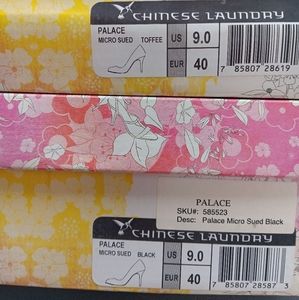 CHINESE LAUNDRY
PALACE
MICRO SUED TOFFEE
US 9.0
EUR 40
7 85807 28619
PALACE
SKU#: 585523
Desc: Palace Micro Sued Black
CHINESE LAUNDRY
PALACE
MICRO SUED BLACK
US 9.0
EUR 40
7 85807 28587 3